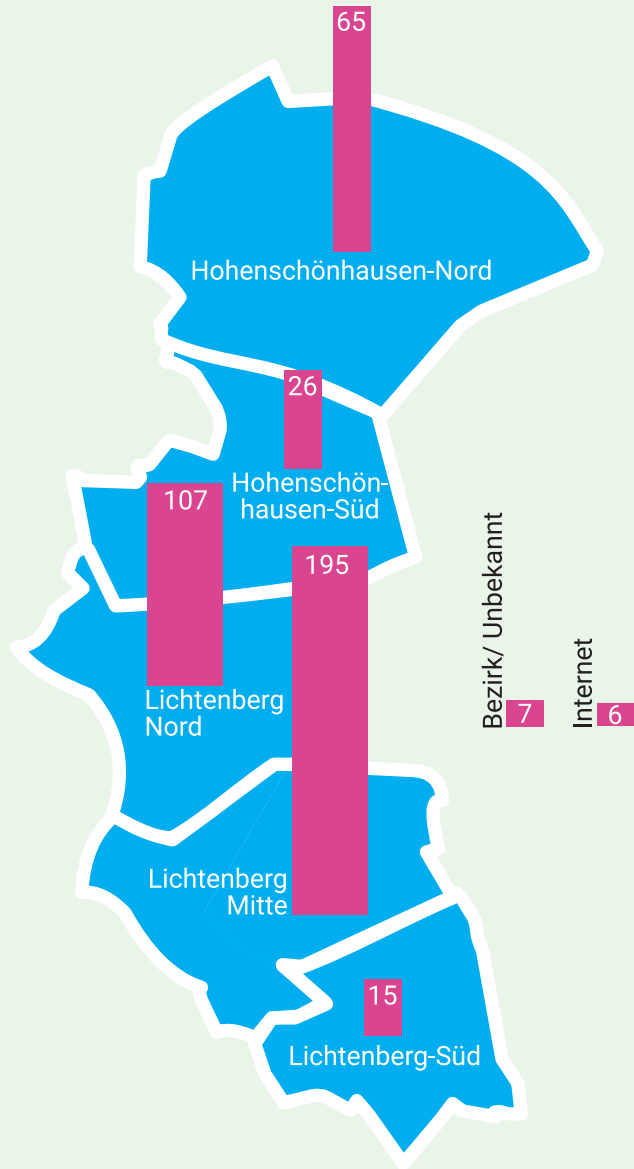 65
Hohenschönhausen-Nord
26
Hohenschön-
hausen-Süd
107
195
Lichtenberg
Nord
Bezirk/ Unbekannt
7
Internet
6
Lichtenberg
Mitte
15
Lichtenberg-Süd